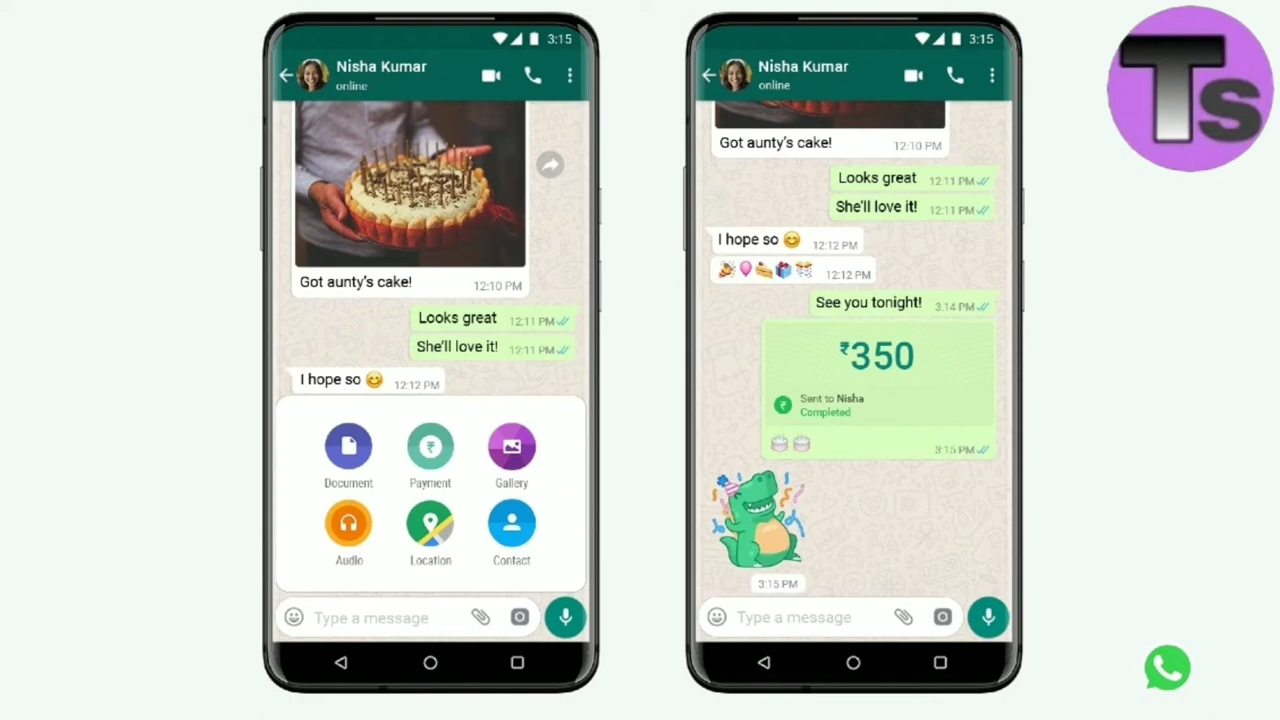 3:15
Nisha Kumar
online
Got aunty's cake!
12:10 PM
Looks great 12:11 PM
She'll love it! 12:11 PM
I hope so 😊 12:12 PM
Document Payment Gallery
Audio Location Contact
Type a message
3:15
Nisha Kumar
online
Got aunty's cake!
12:10 PM
Looks great 12:11 PM
She'll love it! 12:11 PM
I hope so 😊 12:12 PM
🎉🎈🍰🎁🎊 12:12 PM
See you tonight! 3:14 PM
₹350
Sent to Nisha
Completed
🎂🎂 3:15 PM
3:15 PM
Type a message
Ts